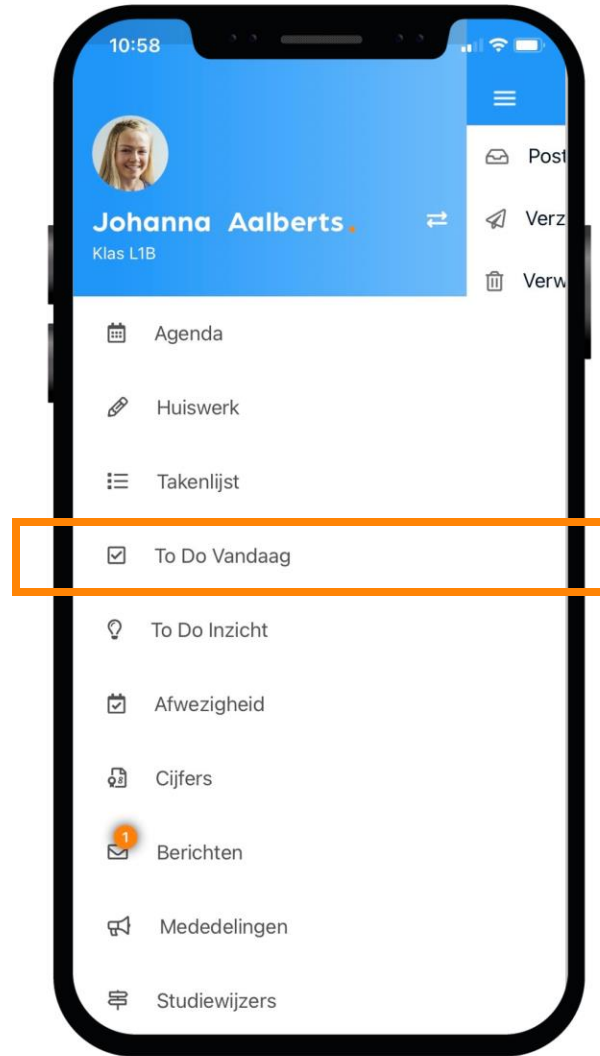 10:58
Johanna Aalberts.
Klas L1B
Agenda
Huiswerk
Takenlijst
To Do Vandaag
To Do Inzicht
Afwezigheid
Cijfers
1
Berichten
Mededelingen
Studiewijzers
Post
Verz
Verw